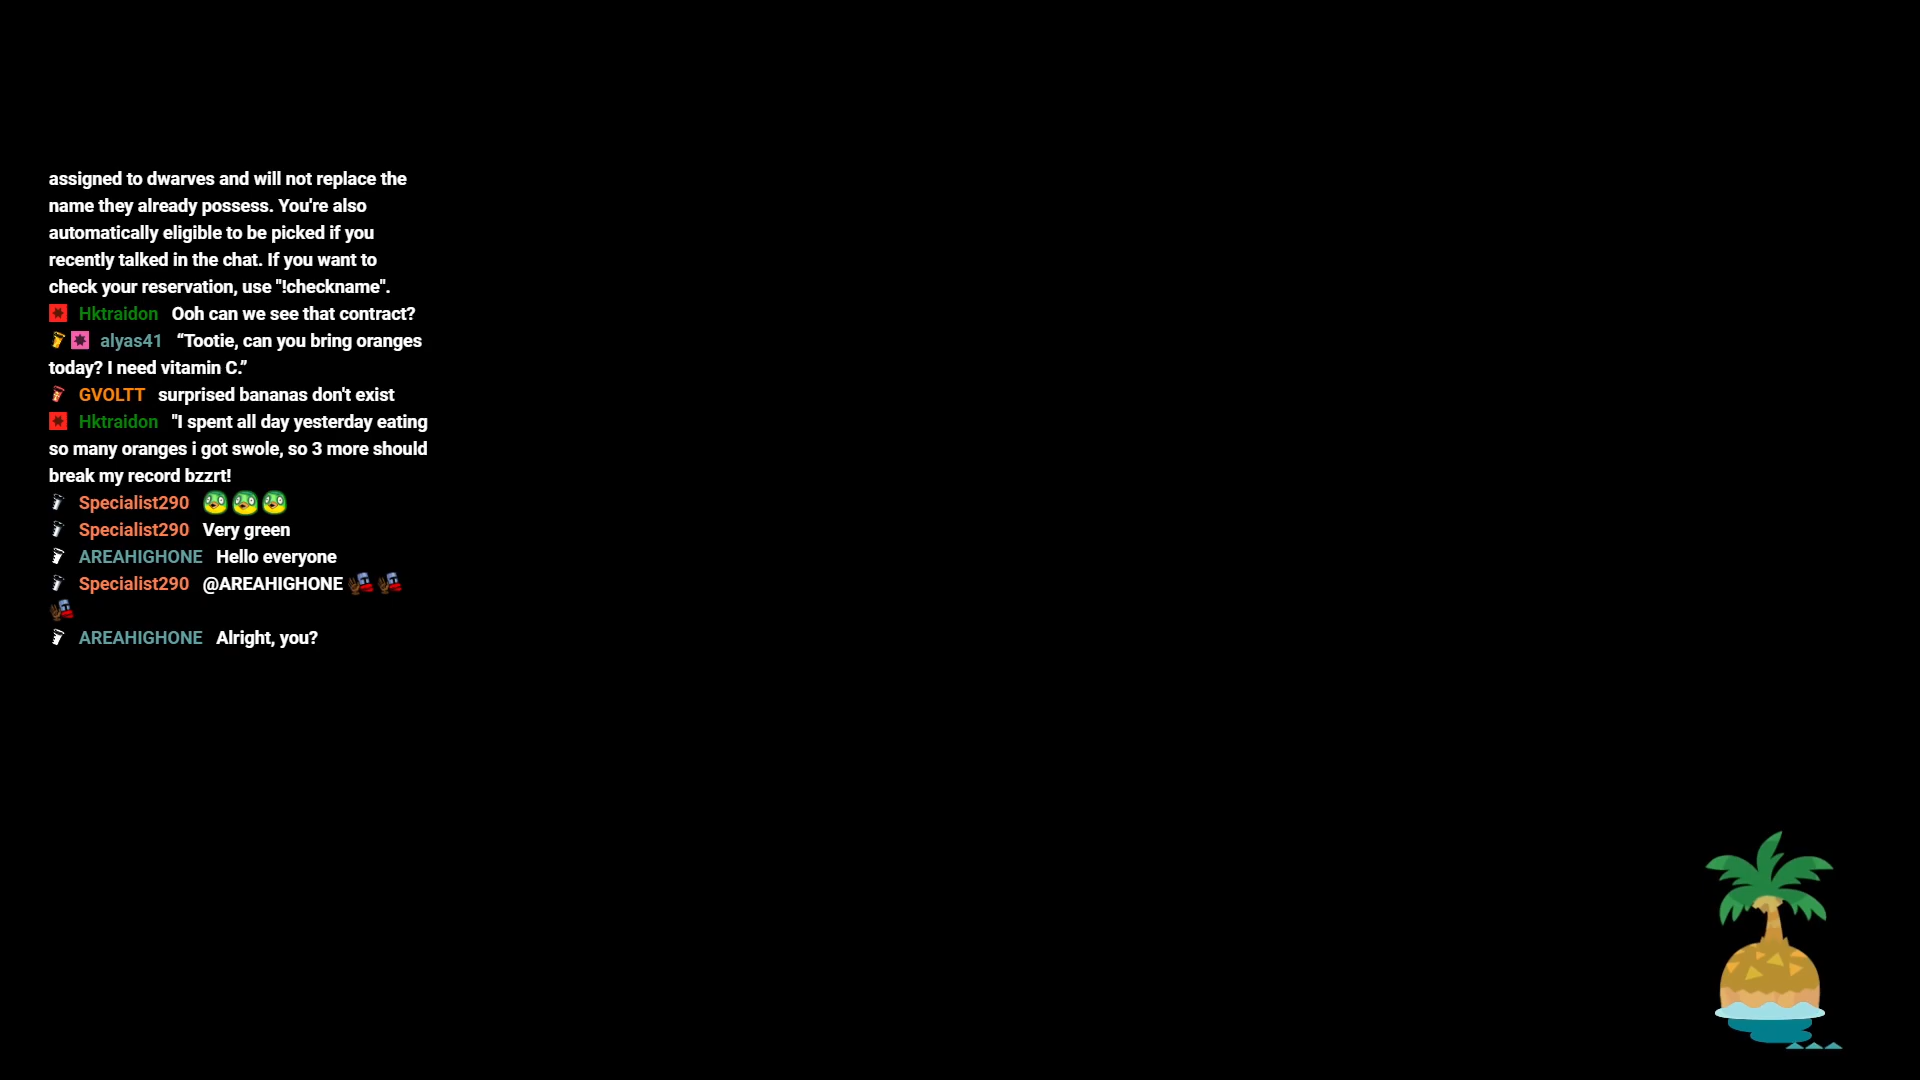 assigned to dwarves and will not replace the
name they already possess. You're also
automatically eligible to be picked if you
recently talked in the chat. If you want to
check your reservation, use "!checkname".
Hktraidon Ooh can we see that contract?
alyas41 “Tootie, can you bring oranges
today? I need vitamin C.”
GVOLTT surprised bananas don't exist
Hktraidon "I spent all day yesterday eating
so many oranges i got swole, so 3 more should
break my record bzzrt!
Specialist290
Specialist290 Very green
AREAHIGHONE Hello everyone
Specialist290 @AREAHIGHONE
AREAHIGHONE Alright, you?